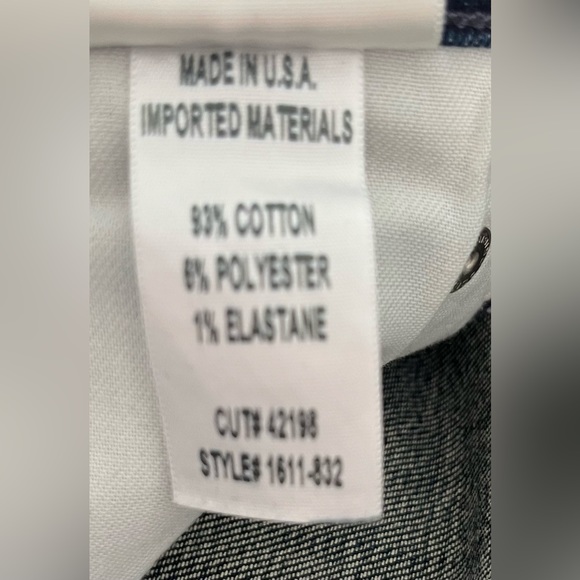 MADE IN U.S.A.
IMPORTED MATERIALS
93% COTTON
6% POLYESTER
1% ELASTANE
CUT# 42198
STYLE# 1611-832